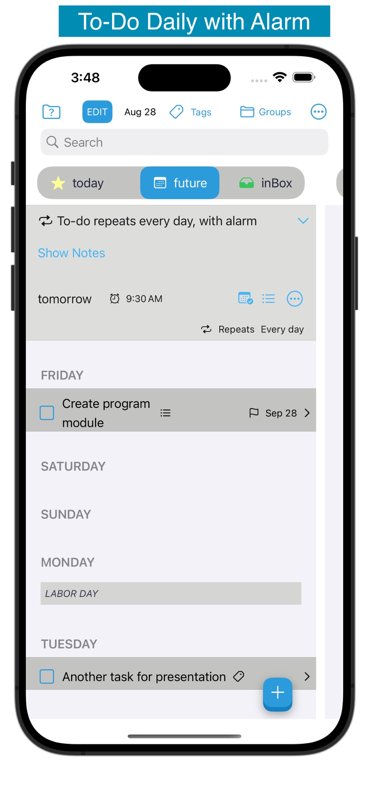 To-Do Daily with Alarm
3:48
? EDIT Aug 28 Tags Groups
Search
today future inBox
To-do repeats every day, with alarm
Show Notes
tomorrow 9:30 AM
Repeats Every day
FRIDAY
Create program
module
Sep 28
SATURDAY
SUNDAY
MONDAY
LABOR DAY
TUESDAY
Another task for presentation